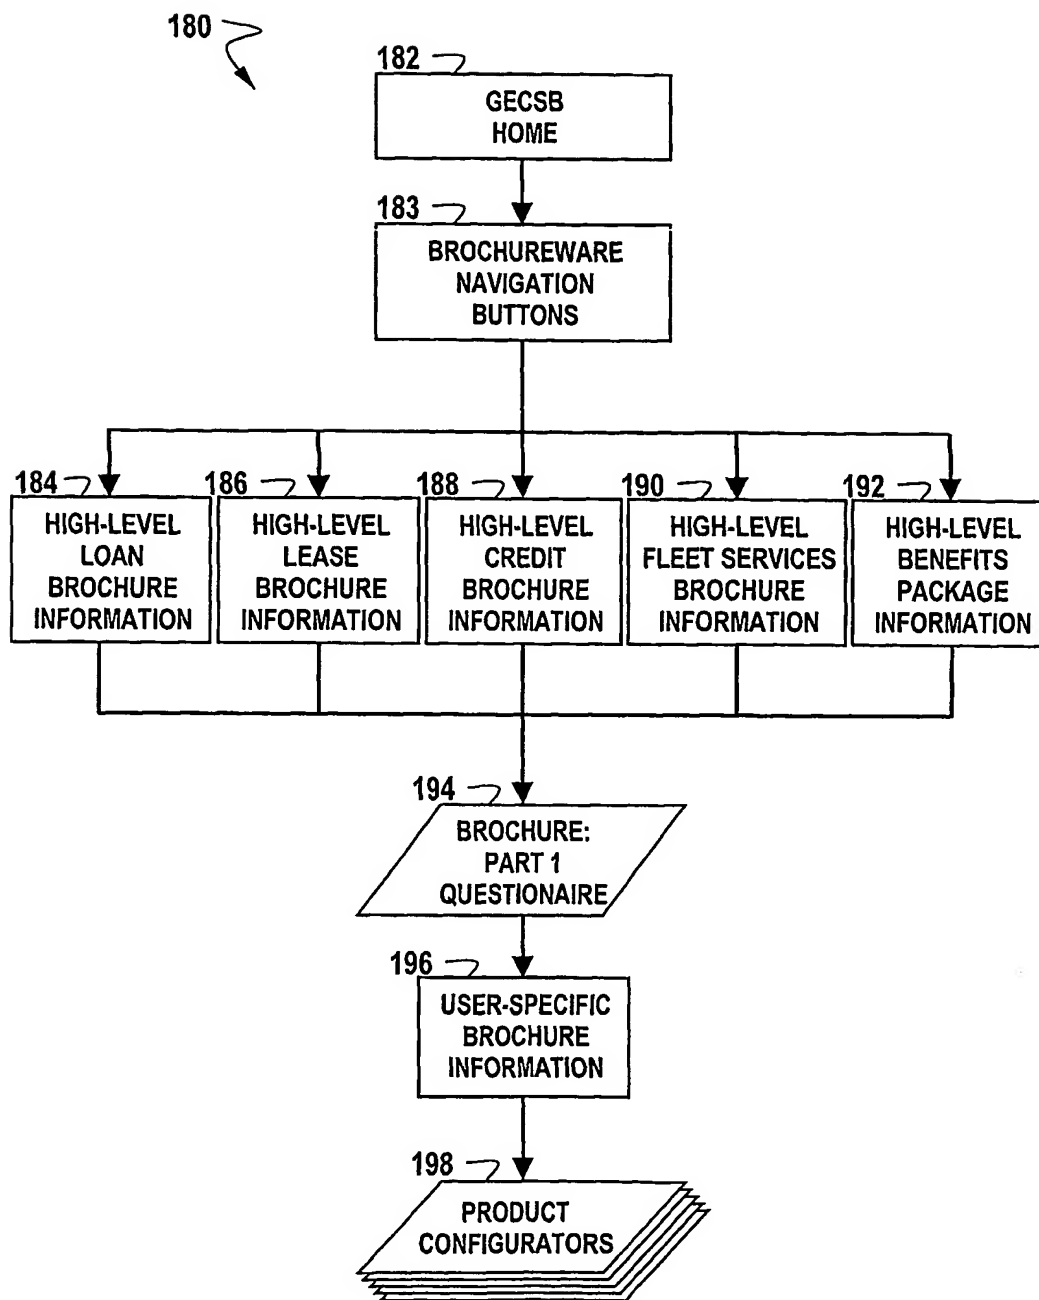 180
182
GECSB
HOME
183
BROCHUREWARE
NAVIGATION
BUTTONS
184
HIGH-LEVEL
LOAN
BROCHURE
INFORMATION
186
HIGH-LEVEL
LEASE
BROCHURE
INFORMATION
188
HIGH-LEVEL
CREDIT
BROCHURE
INFORMATION
190
HIGH-LEVEL
FLEET SERVICES
BROCHURE
INFORMATION
192
HIGH-LEVEL
BENEFITS
PACKAGE
INFORMATION
194
BROCHURE:
PART 1
QUESTIONAIRE
196
USER-SPECIFIC
BROCHURE
INFORMATION
198
PRODUCT
CONFIGURATORS